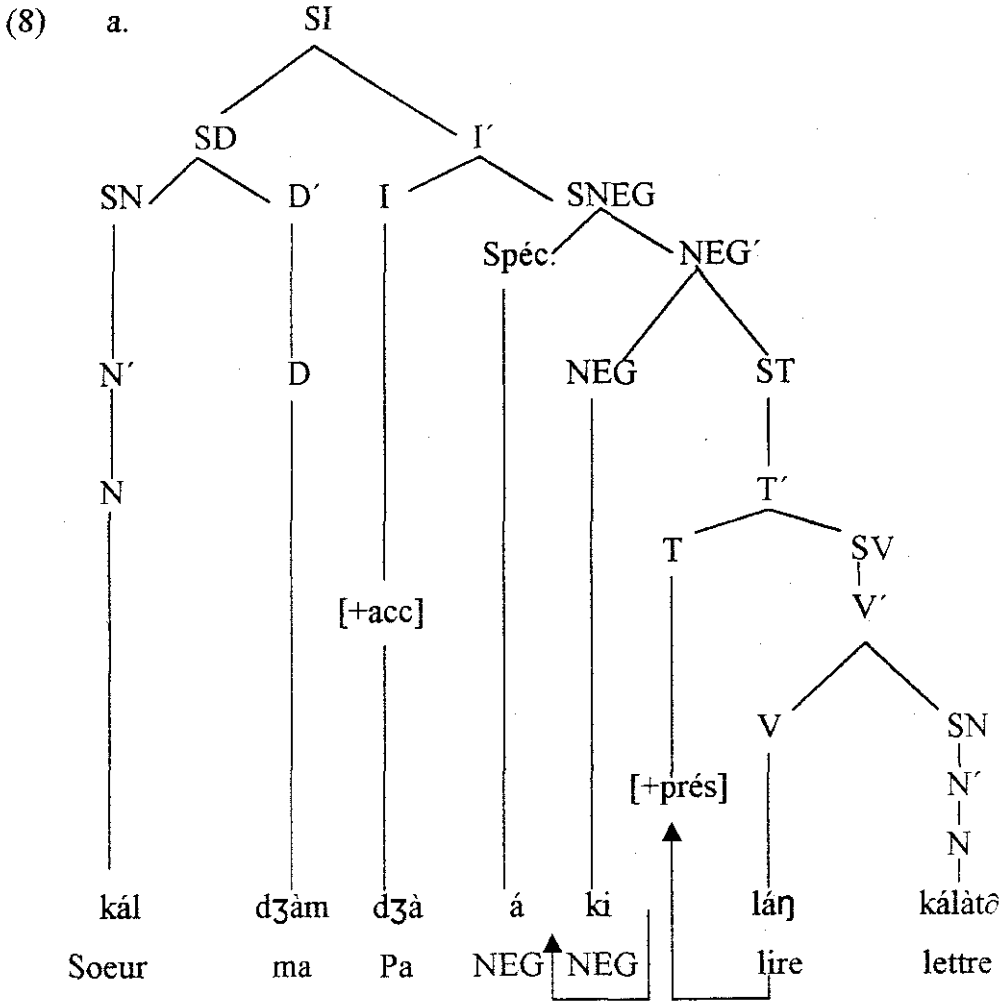 (8) a. SI
SD I´
SN D´ I SNEG
Spéc. NEG´
N´ D NEG ST
N T´
T SV
[+acc] V´
V SN
[+prés] N´
N
kál dʒàm dʒà á ki láŋ kálàtə̂
Soeur ma Pa NEG NEG lire lettre